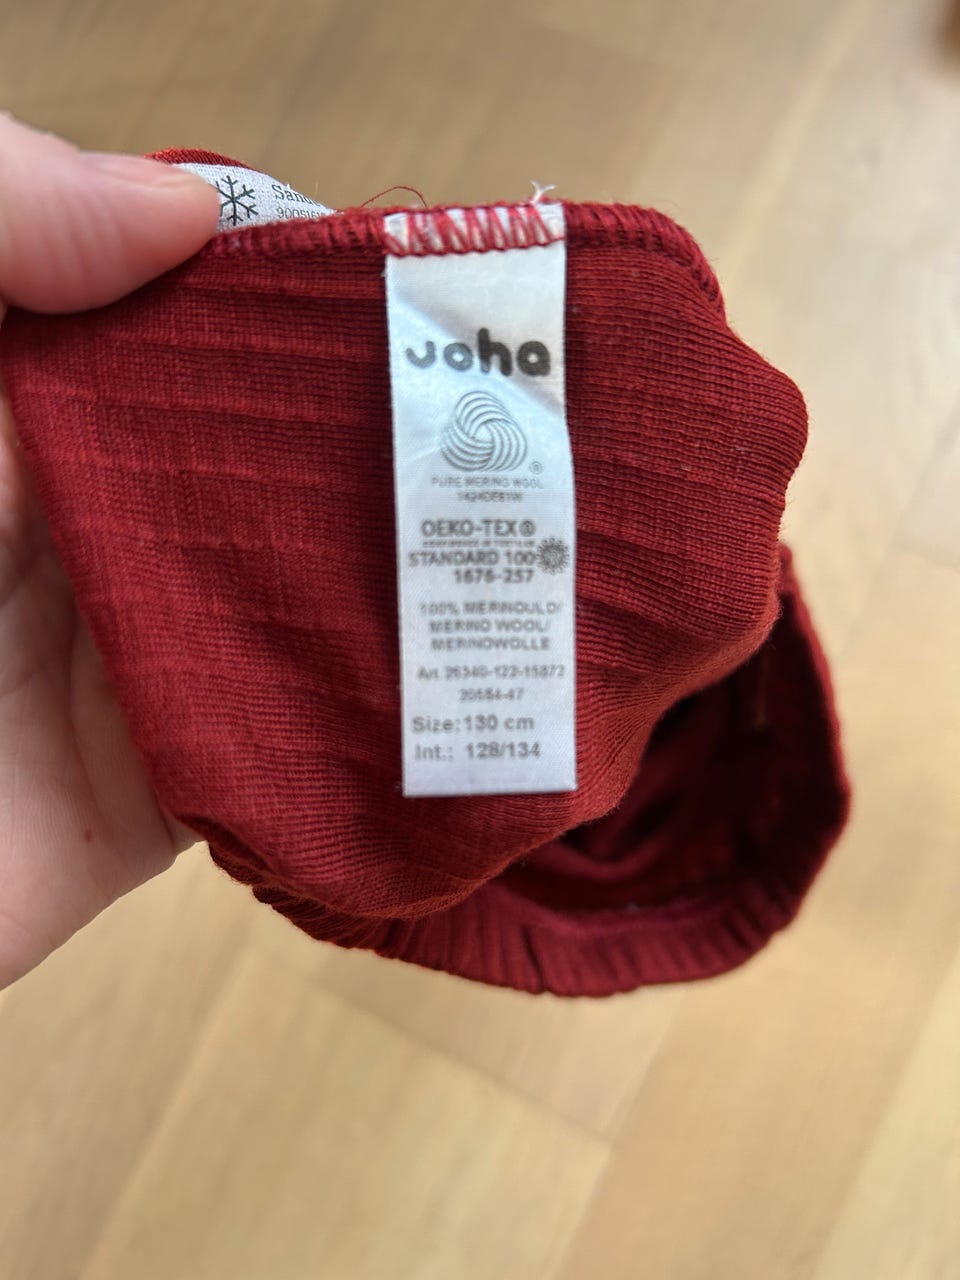 joha
®
PURE MERINO WOOL
OEKO-TEX®
STANDARD 100
1676-257
100% MERINOULD/
MERINO WOOL/
MERINOWOLLE
Art. 26340-122-15872
20584-47
Size: 130 cm
Int.: 128/134